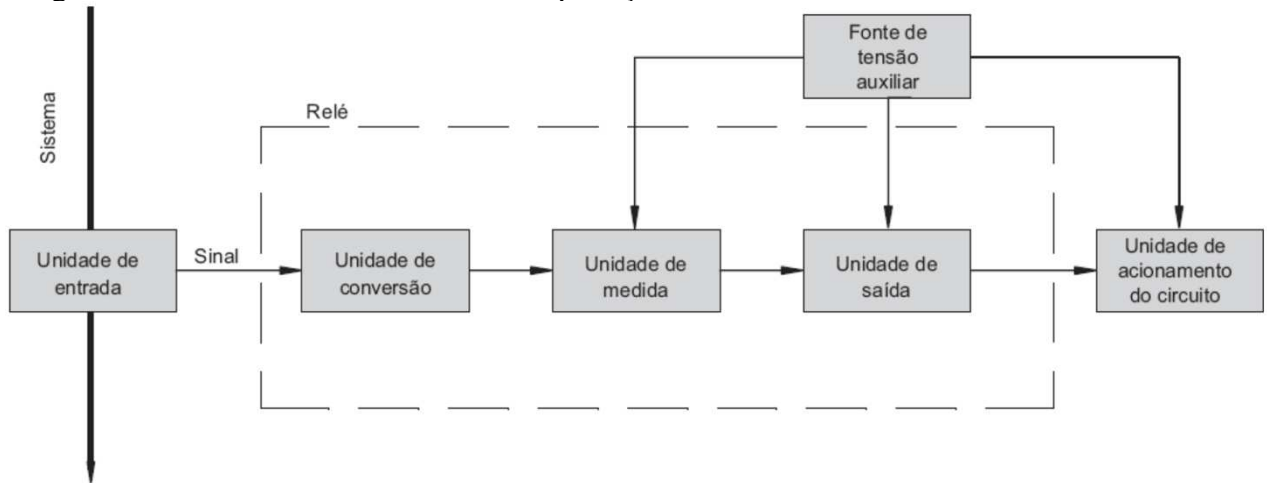 Fonte de
tensão
auxiliar
Relé
Sistema
Unidade de
entrada
Sinal
Unidade de
conversão
Unidade de
medida
Unidade de
saída
Unidade de
acionamento
do circuito